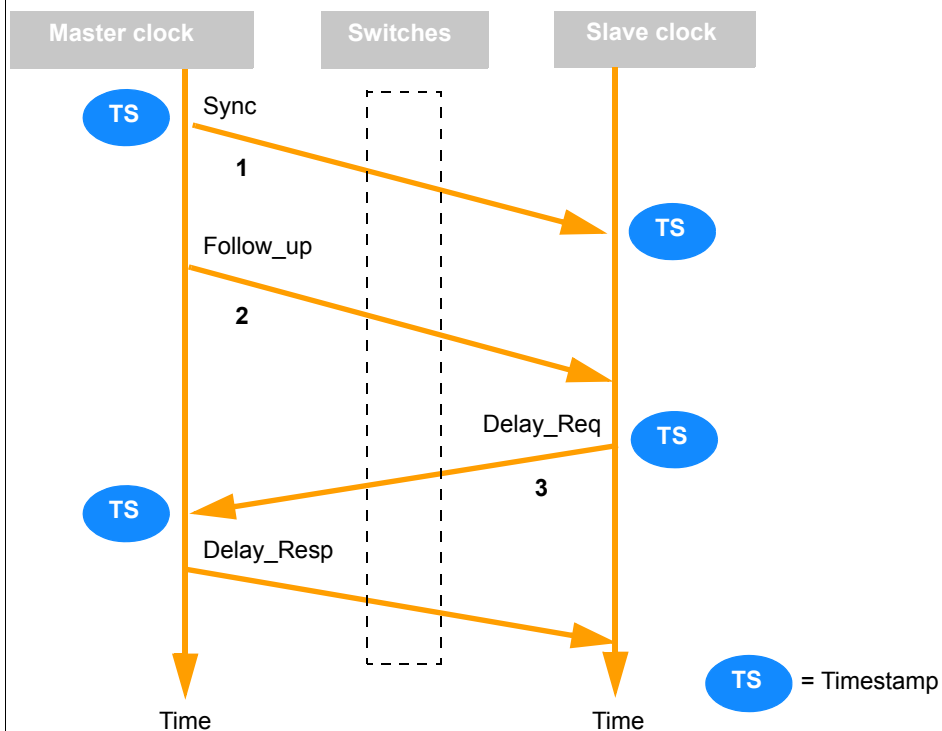 Master clock
Switches
Slave clock
TS
Sync
1
TS
Follow_up
2
Delay_Req
TS
3
TS
Delay_Resp
TS = Timestamp
Time
Time